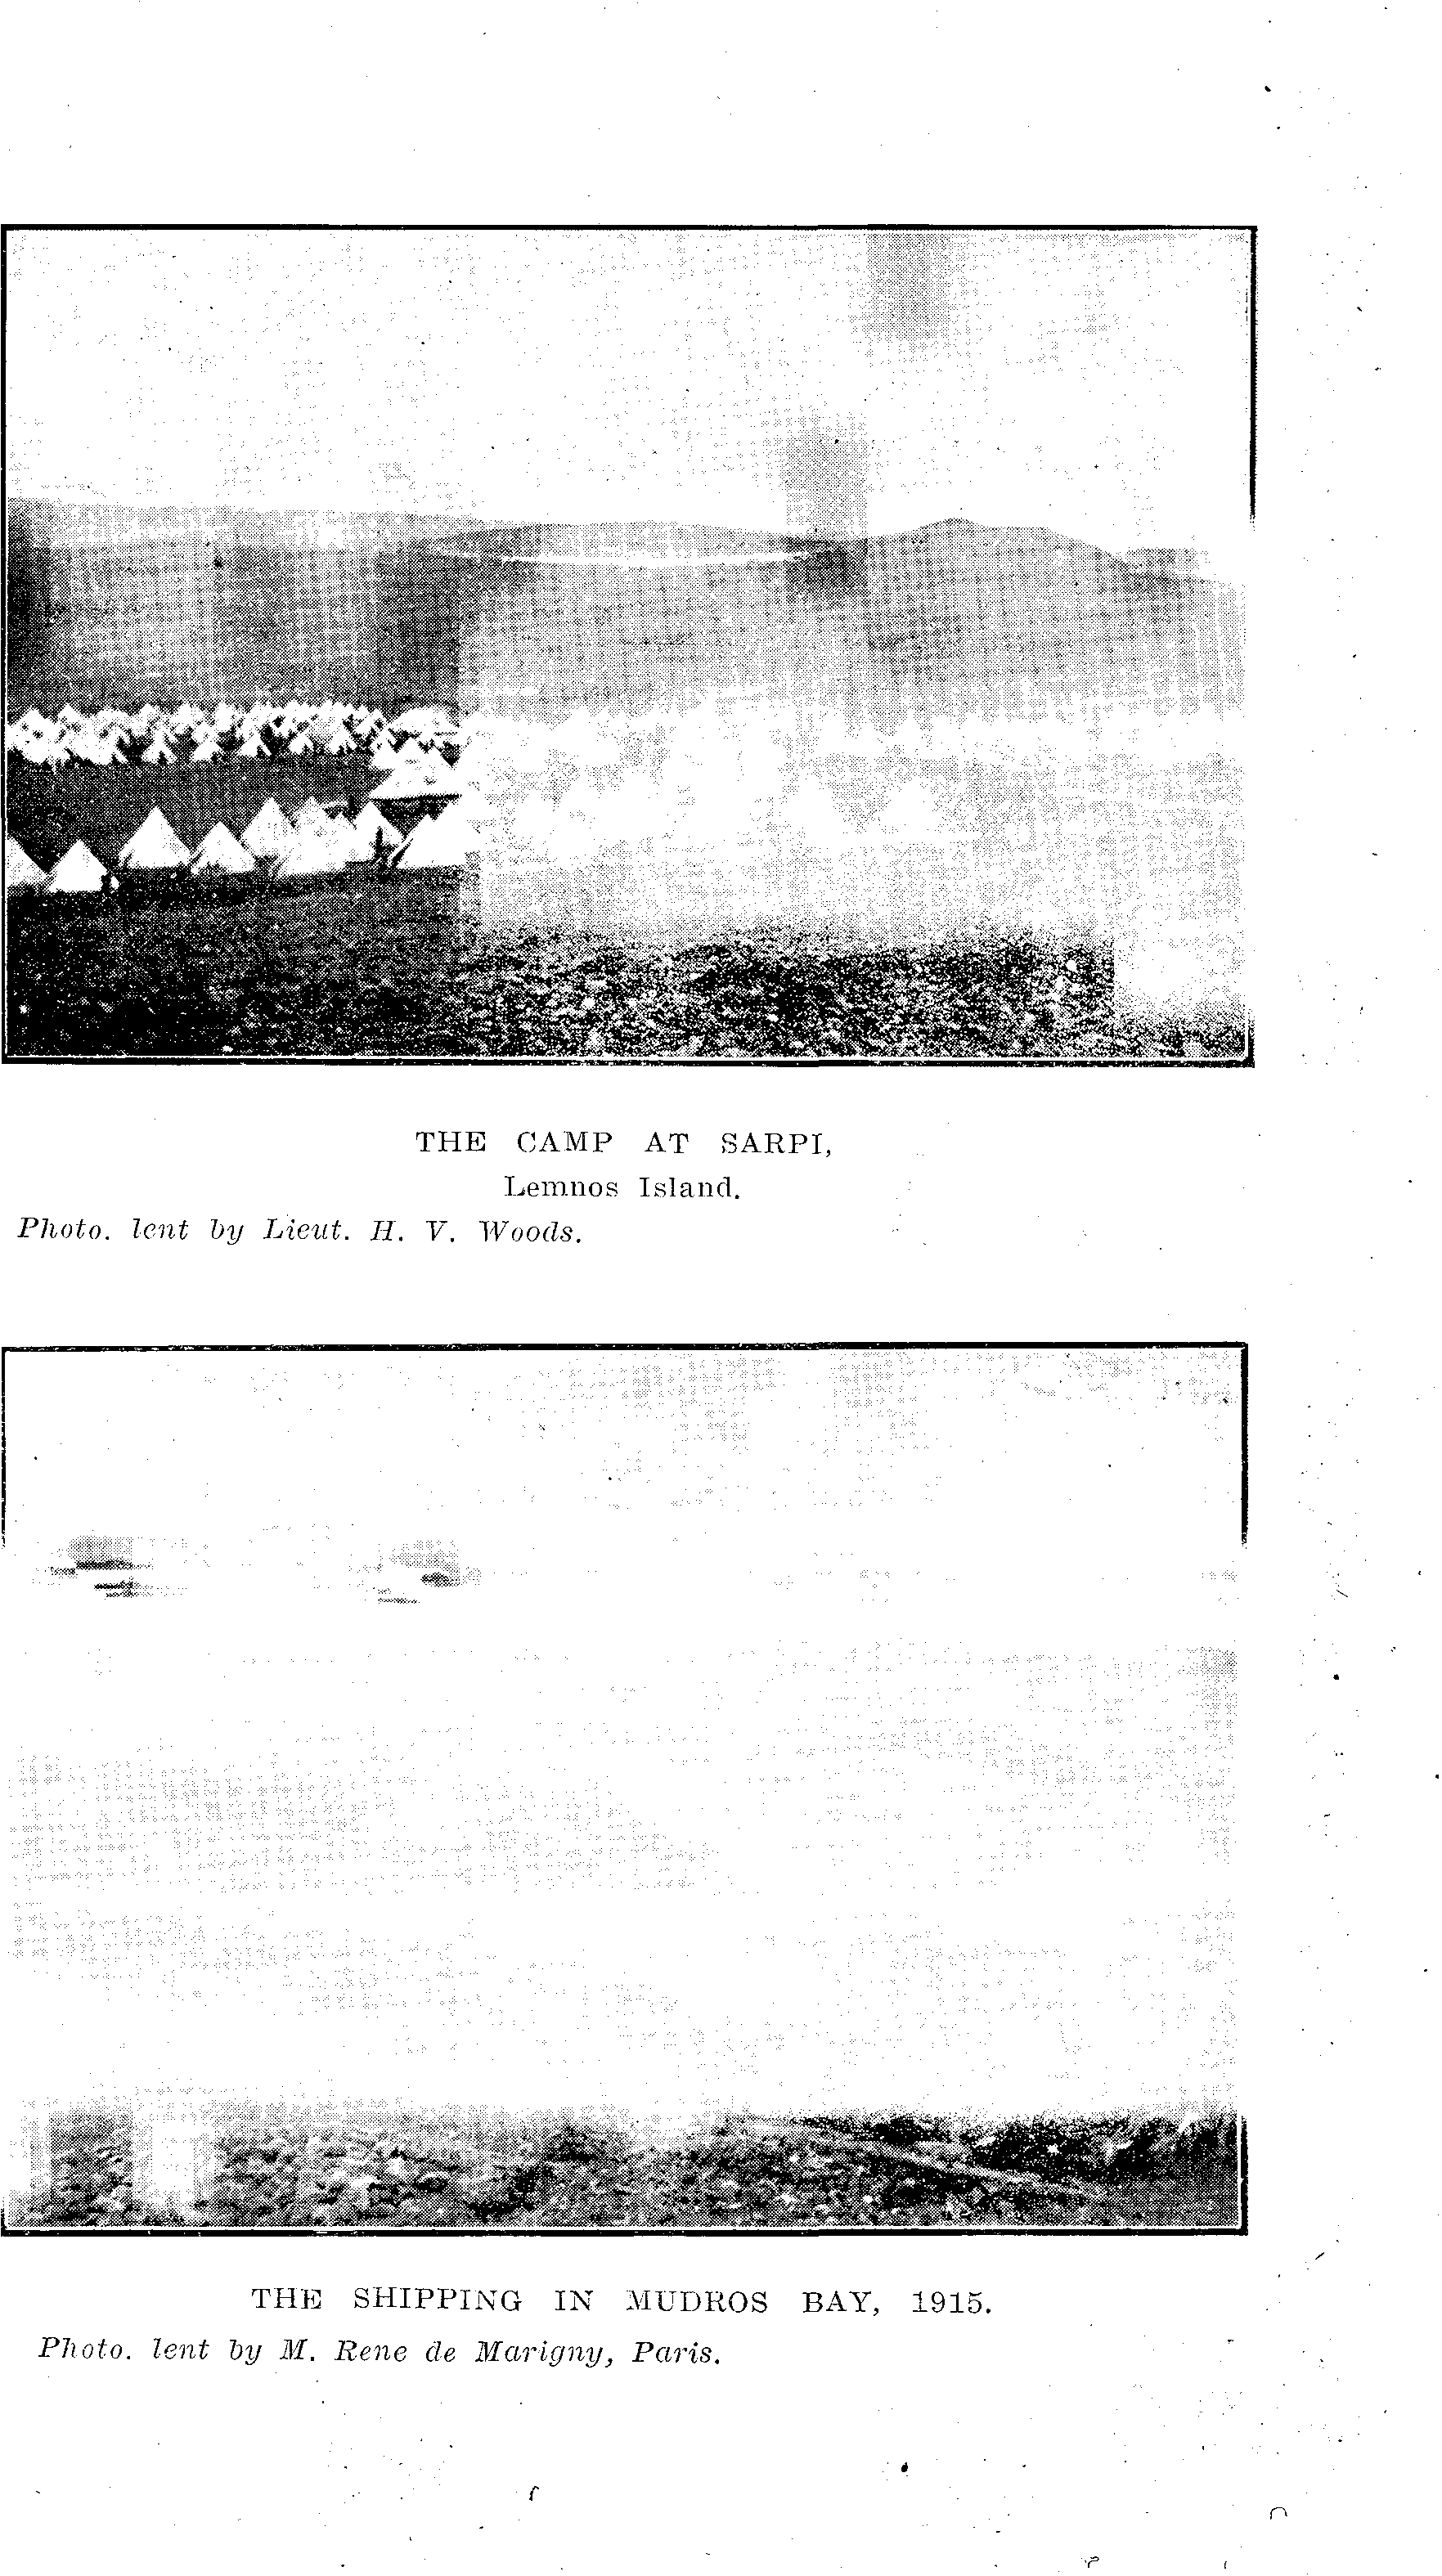 THE CAMP AT SARPI,
Lemnos Island.
Photo. lent by Lieut. H. V. Woods.
THE SHIPPING IN MUDROS BAY, 1915.
Photo. lent by M. Rene de Marigny, Paris.